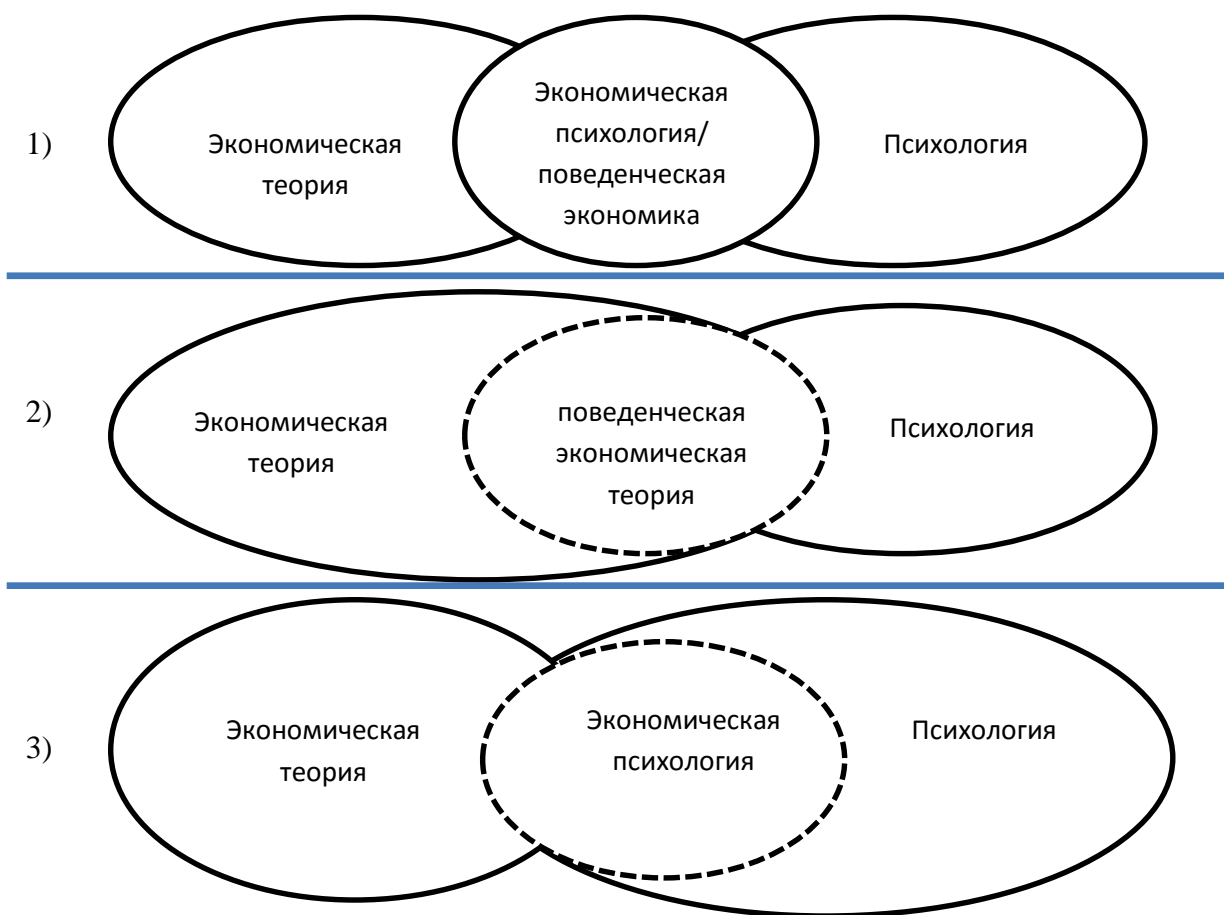 1)
Экономическая
теория
Экономическая
психология/
поведенческая
экономика
Психология
2)
Экономическая
теория
поведенческая
экономическая
теория
Психология
3)
Экономическая
теория
Экономическая
психология
Психология